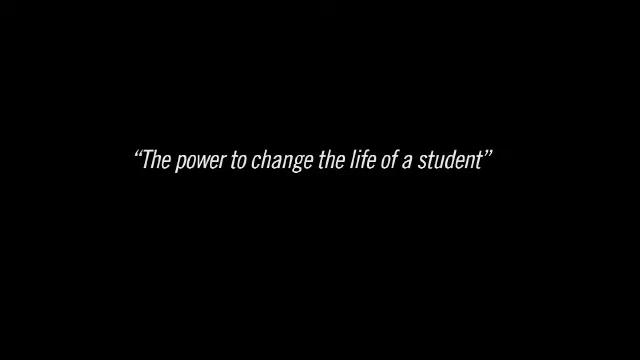 “The power to change the life of a student”